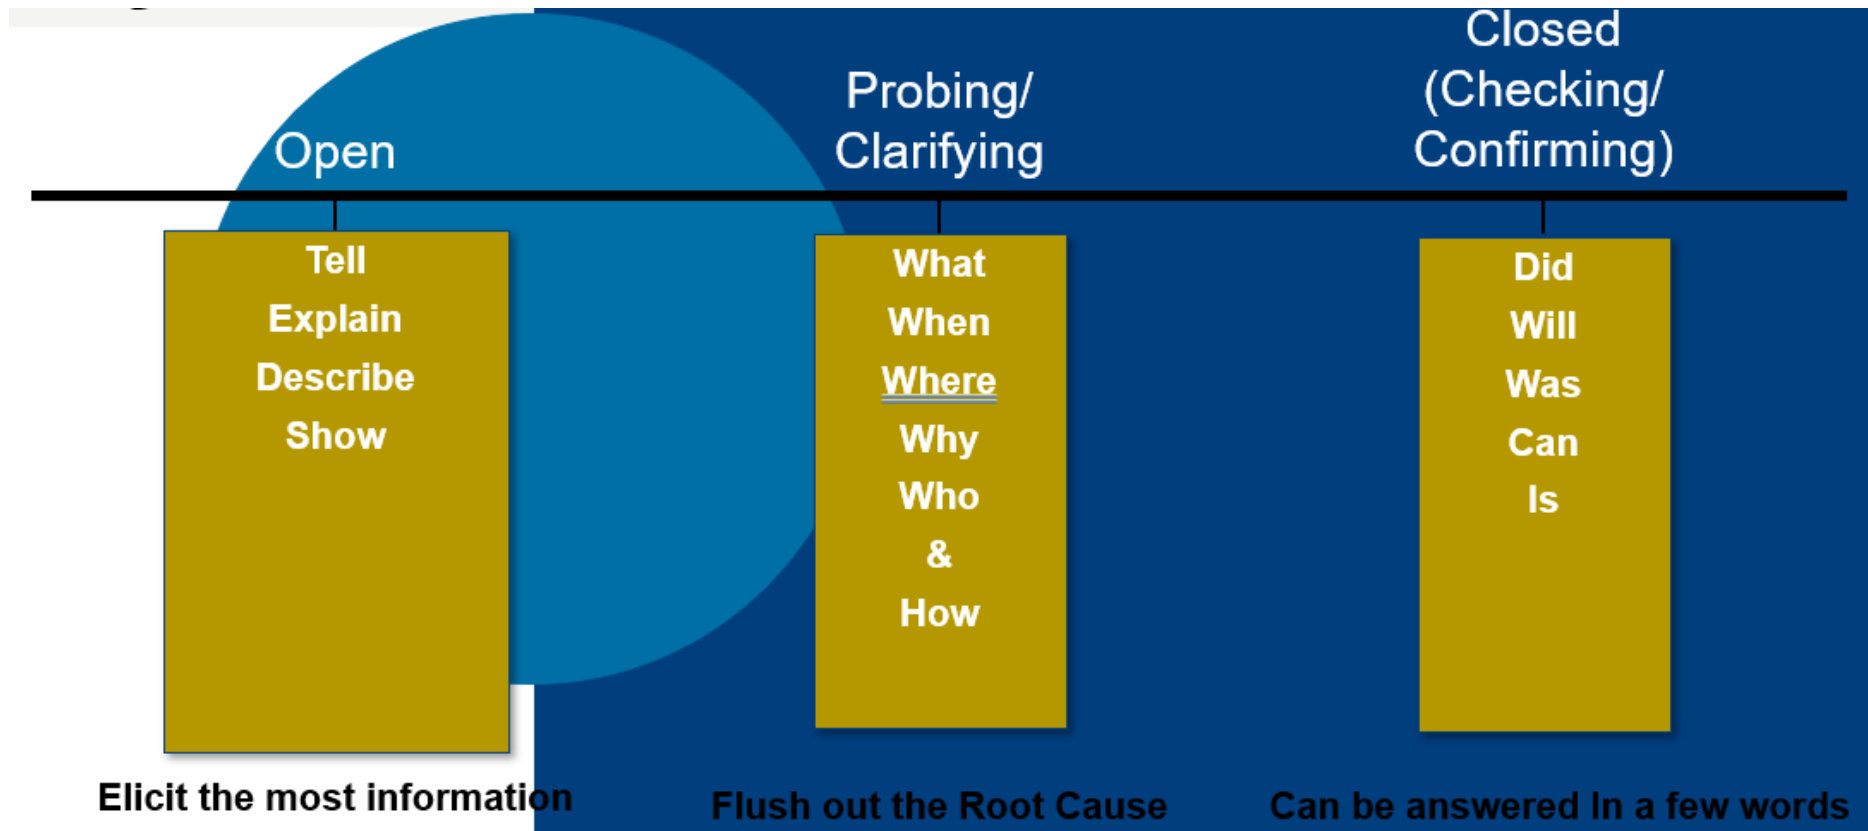 Open
Tell
Explain
Describe
Show
Elicit the most information
Probing/
Clarifying
What
When
Where
Why
Who
&
How
Flush out the Root Cause
Closed
(Checking/
Confirming)
Did
Will
Was
Can
Is
Can be answered In a few words